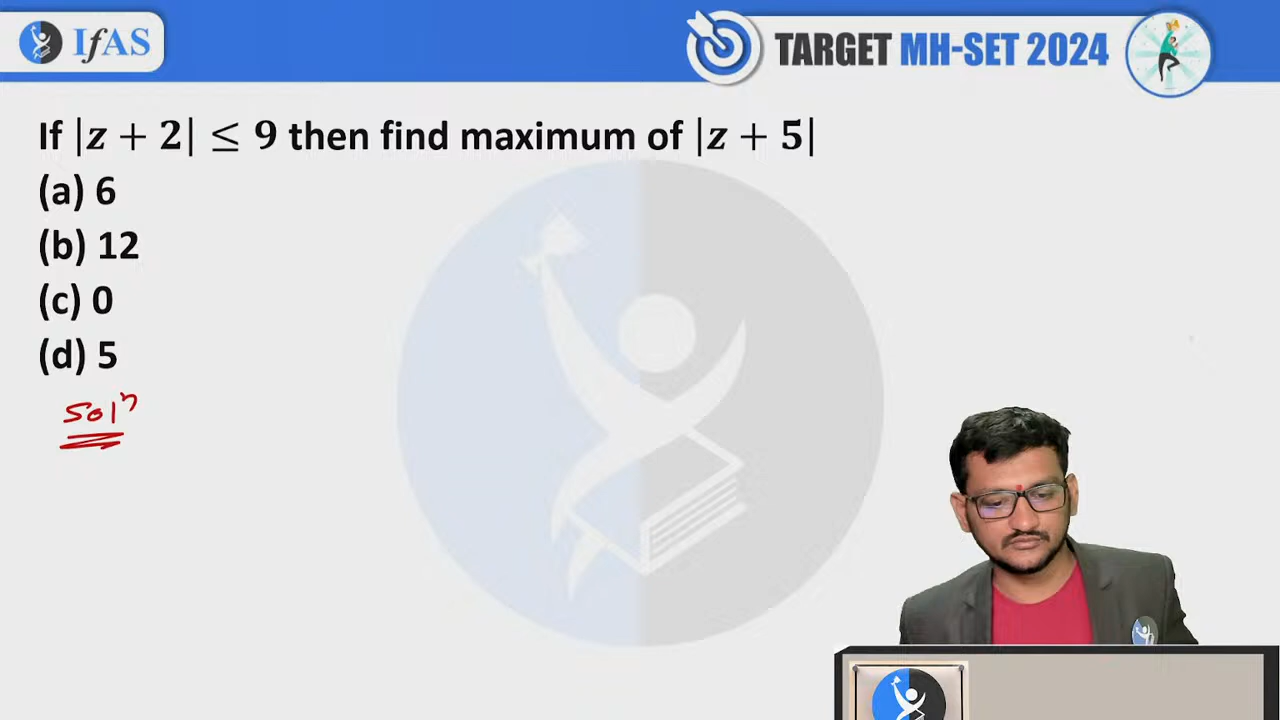 IfAS
TARGET MH-SET 2024
If |z + 2| ≤ 9 then find maximum of |z + 5|
(a) 6
(b) 12
(c) 0
(d) 5
Solⁿ